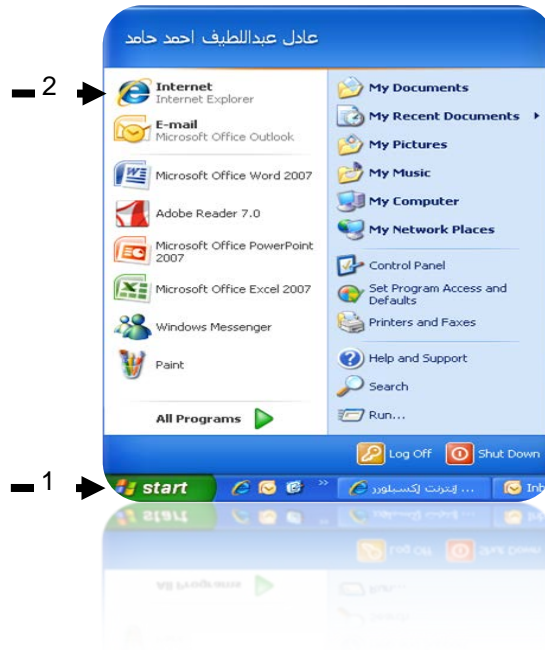 عادل عبداللطيف احمد حامد
2
Internet
Internet Explorer
E-mail
Microsoft Office Outlook
Microsoft Office Word 2007
Adobe Reader 7.0
Microsoft Office PowerPoint
2007
Microsoft Office Excel 2007
Windows Messenger
Paint
All Programs
My Documents
My Recent Documents
My Pictures
My Music
My Computer
My Network Places
Control Panel
Set Program Access and
Defaults
Printers and Faxes
Help and Support
Search
Run...
Log Off
Shut Down
1
start
»
إنترنت إكسبلورر ...
Inb